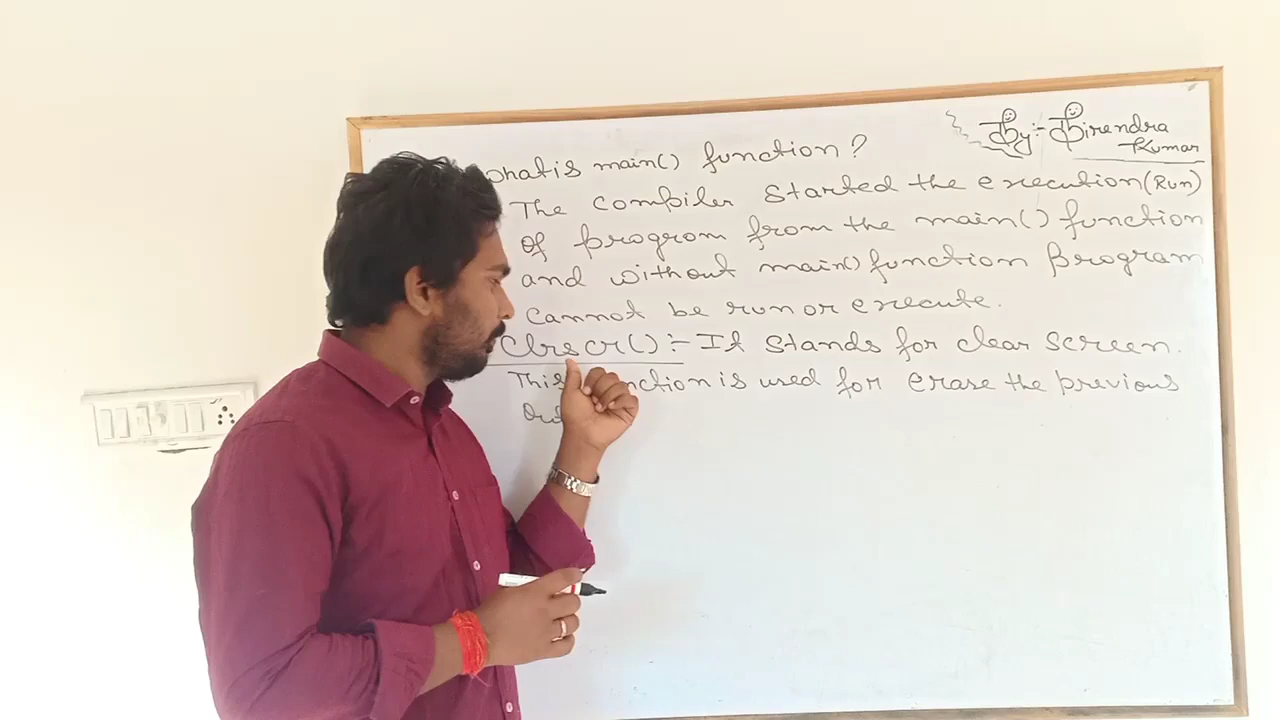 By :- Birendra
Kumar
what is main() function?
The compiler started the execution (Run)
of program from the main() function
and without main() function Program
cannot be run or execute.
Clrscr() :- It stands for clear screen.
This function is used for erase the previous